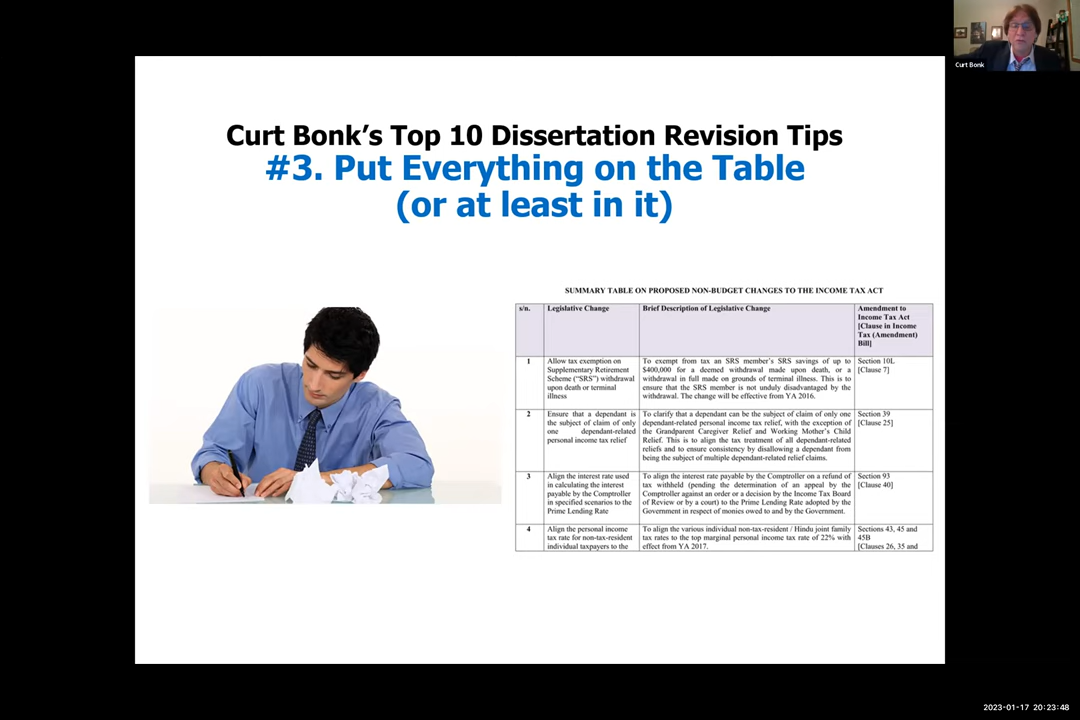 Curt Bonk
Curt Bonk's Top 10 Dissertation Revision Tips
#3. Put Everything on the Table
(or at least in it)
SUMMARY TABLE ON PROPOSED NON-BUDGET CHANGES TO THE INCOME TAX ACT
s/n.
Legislative Change
Brief Description of Legislative Change
Amendment to
Income Tax Act
[Clause in Income
Tax (Amendment)
Bill]
1
Allow tax exemption on
Supplementary Retirement
Scheme ("SRS") withdrawal
upon death or terminal
illness
To exempt from tax an SRS member's SRS savings of up to
$400,000 for a deemed withdrawal made upon death, or a
withdrawal in full made on grounds of terminal illness. This is to
ensure that the SRS member is not unduly disadvantaged by the
withdrawal. The change will be effective from YA 2016.
Section 10L
[Clause 7]
2
Ensure that a dependant is
the subject of claim of only
one dependant-related
personal income tax relief
To clarify that a dependant can be the subject of claim of only one
dependant-related personal income tax relief, with the exception of
the Grandparent Caregiver Relief and Working Mother's Child
Relief. This is to align the tax treatment of all dependant-related
reliefs and to ensure consistency by disallowing a dependant from
being the subject of multiple dependant-related relief claims.
Section 39
[Clause 25]
3
Align the interest rate used
in calculating the interest
payable by the Comptroller
in specified scenarios to the
Prime Lending Rate
To align the interest rate payable by the Comptroller on a refund of
tax withheld (pending the determination of an appeal by the
Comptroller against an order or a decision by the Income Tax Board
of Review or by a court) to the Prime Lending Rate adopted by the
Government in respect of monies owed to and by the Government.
Section 93
[Clause 40]
4
Align the personal income
tax rate for non-tax-resident
individual taxpayers to the
To align the various individual non-tax-resident / Hindu joint family
tax rates to the top marginal personal income tax rate of 22% with
effect from YA 2017.
Sections 43, 45 and
45B
[Clauses 26, 35 and
2023-01-17 20:23:48